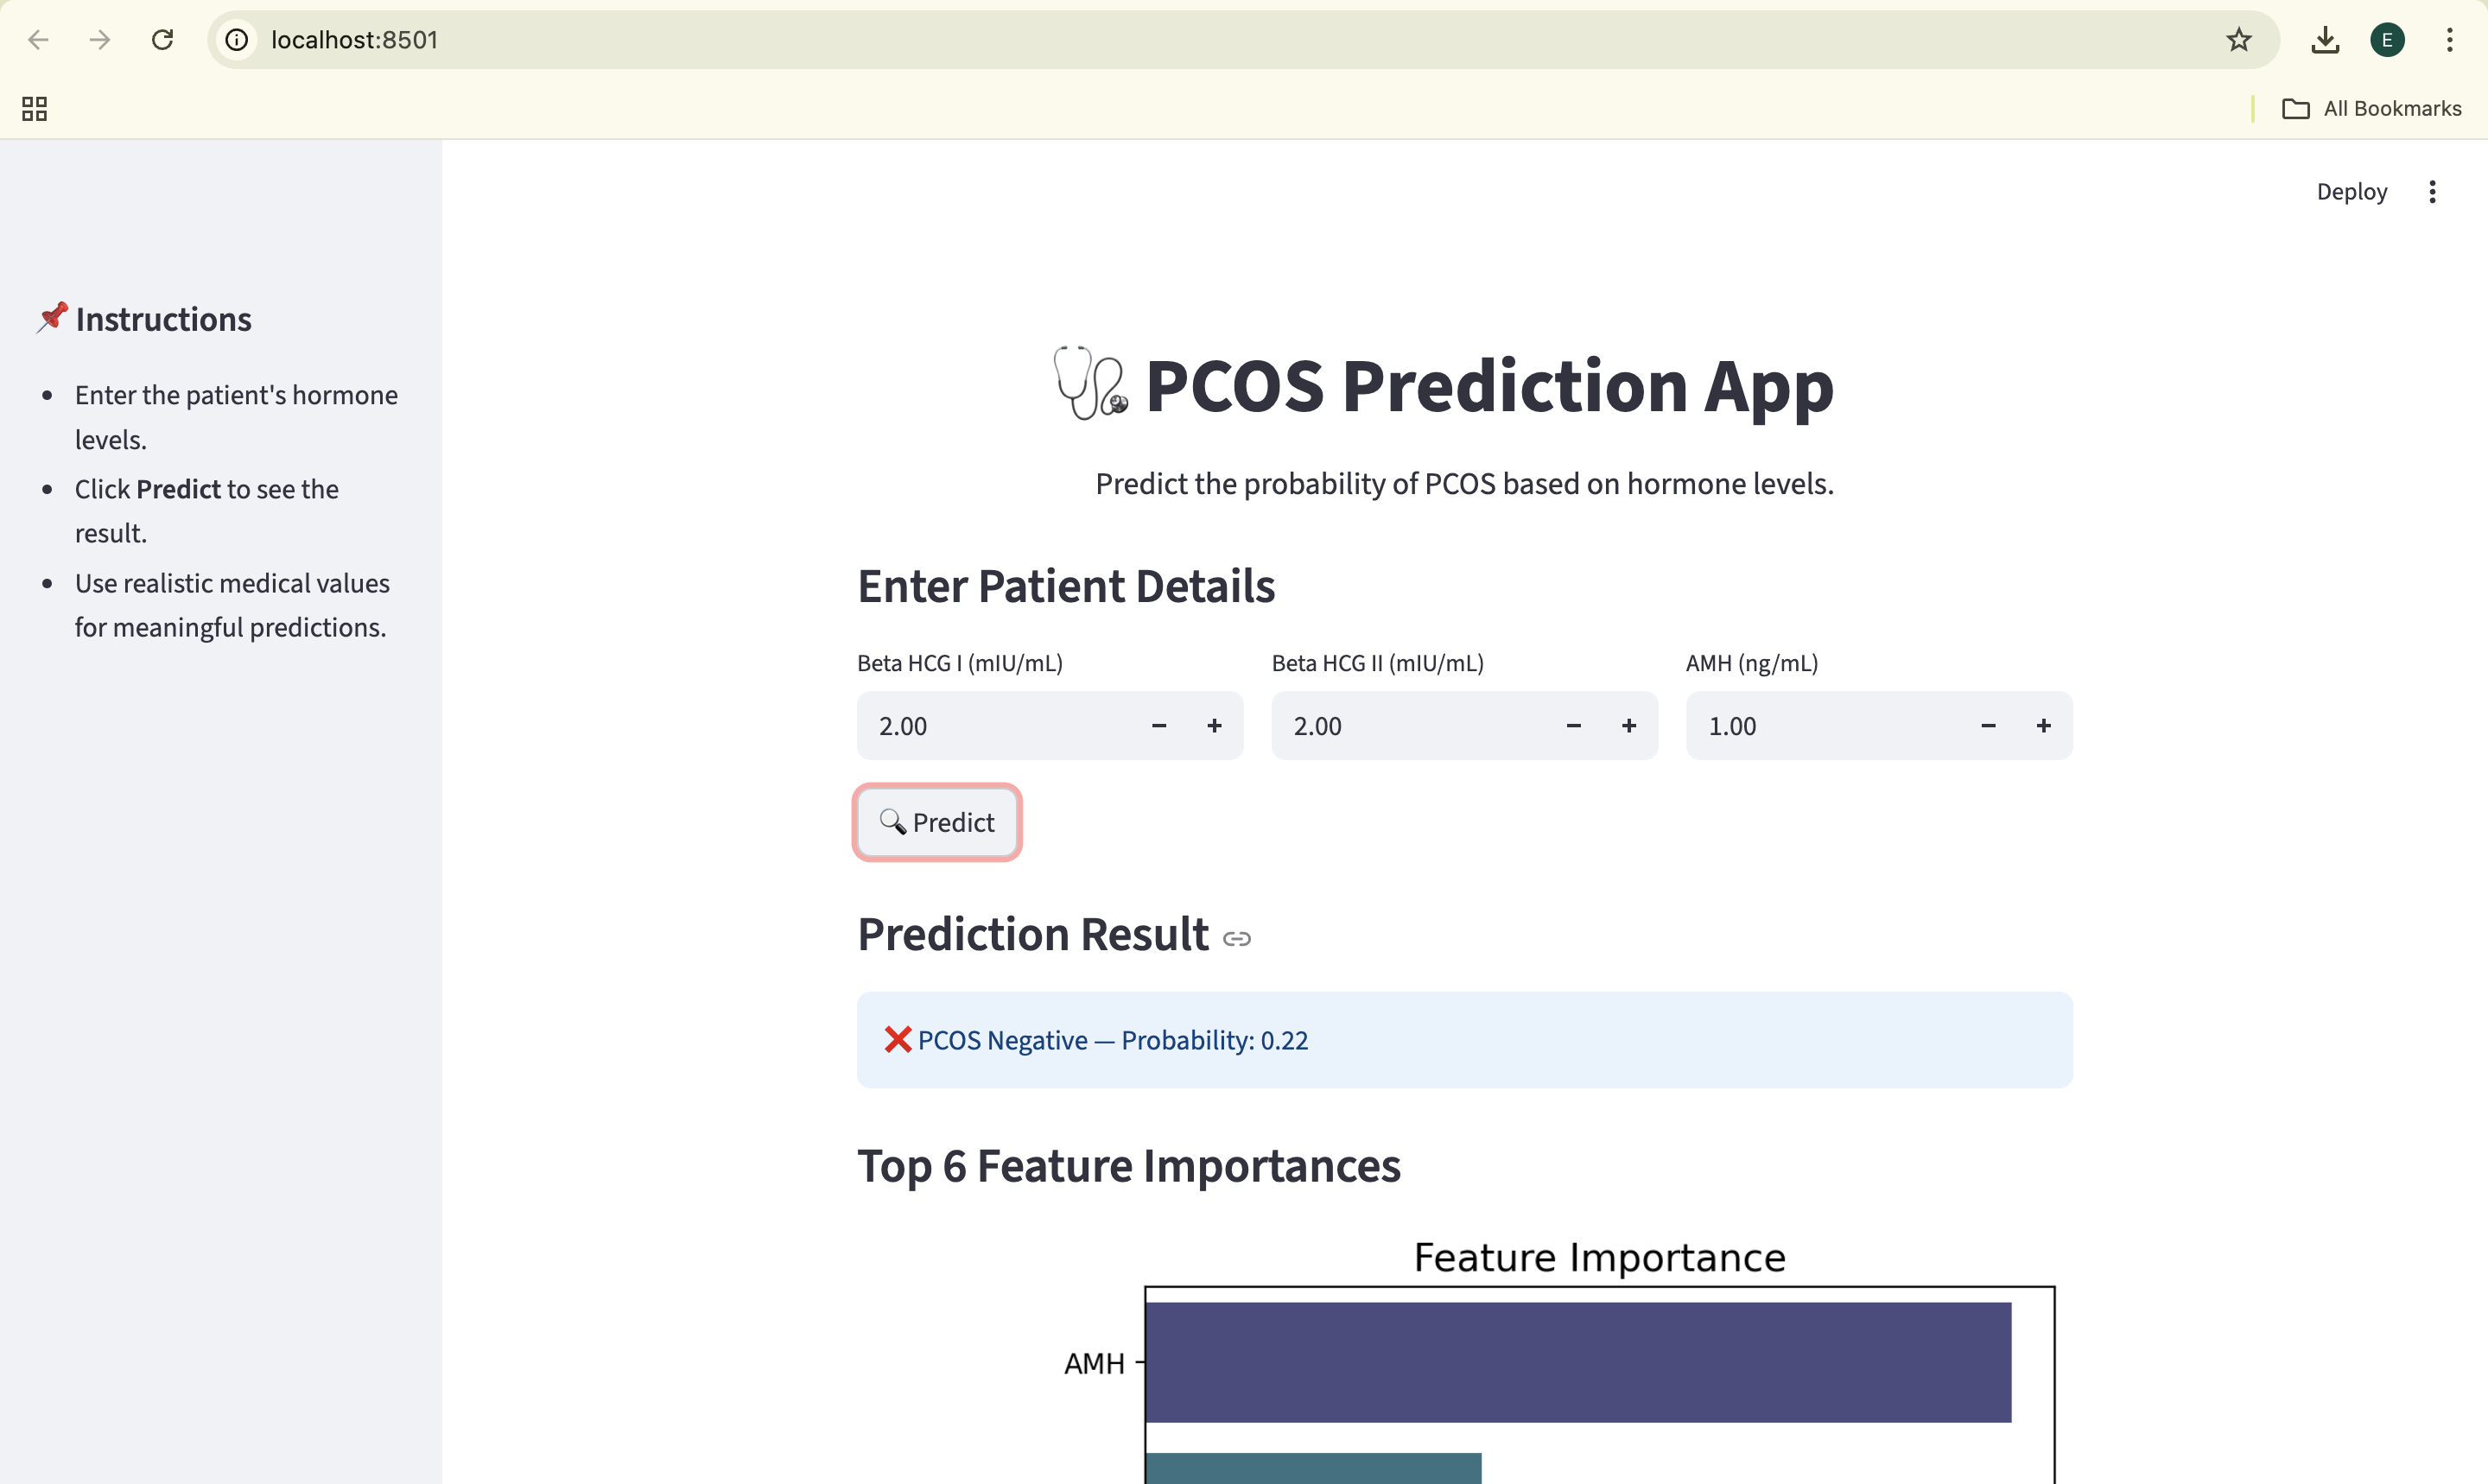 localhost:8501
E
All Bookmarks
Deploy
Instructions
Enter the patient's hormone
levels.
Click Predict to see the
result.
Use realistic medical values
for meaningful predictions.
PCOS Prediction App
Predict the probability of PCOS based on hormone levels.
Enter Patient Details
Beta HCG I (mIU/mL) Beta HCG II (mIU/mL) AMH (ng/mL)
2.00 − + 2.00 − + 1.00 − +
Predict
Prediction Result
❌ PCOS Negative — Probability: 0.22
Top 6 Feature Importances
Feature Importance
AMH